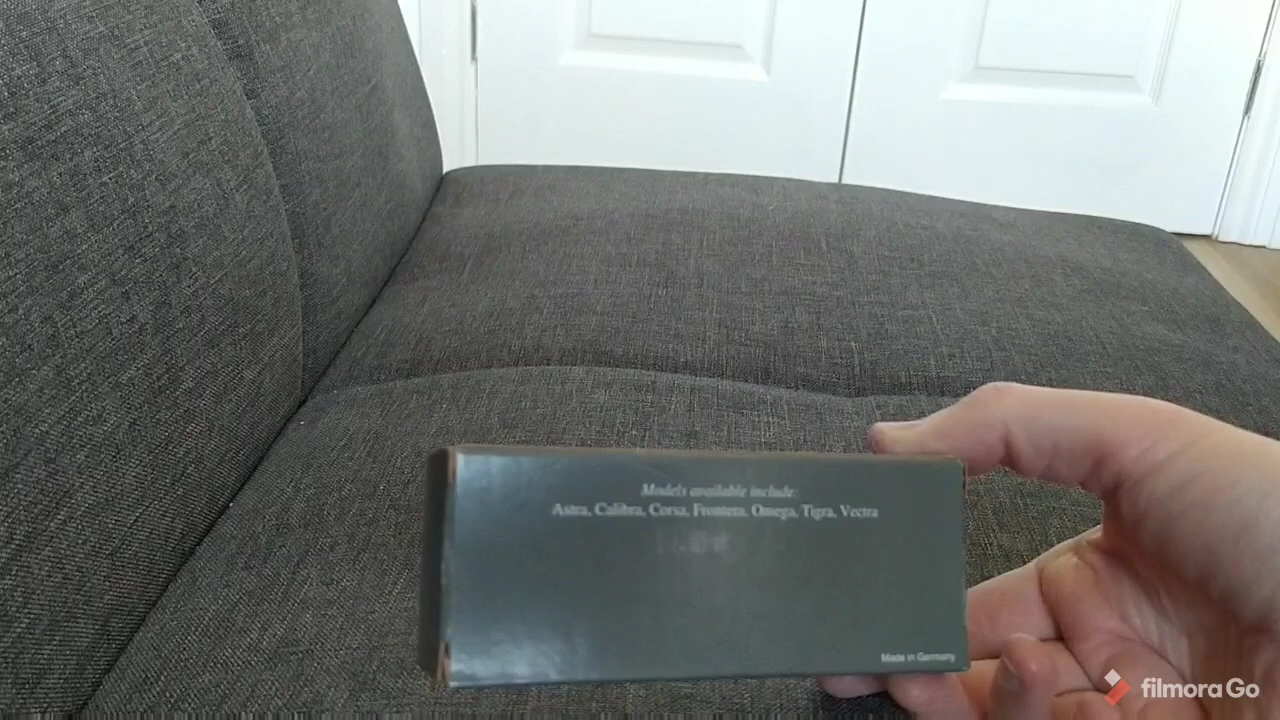 Models available include:
Astra, Calibra, Corsa, Frontera, Omega, Tigra, Vectra
Made in Germany
filmoraGo